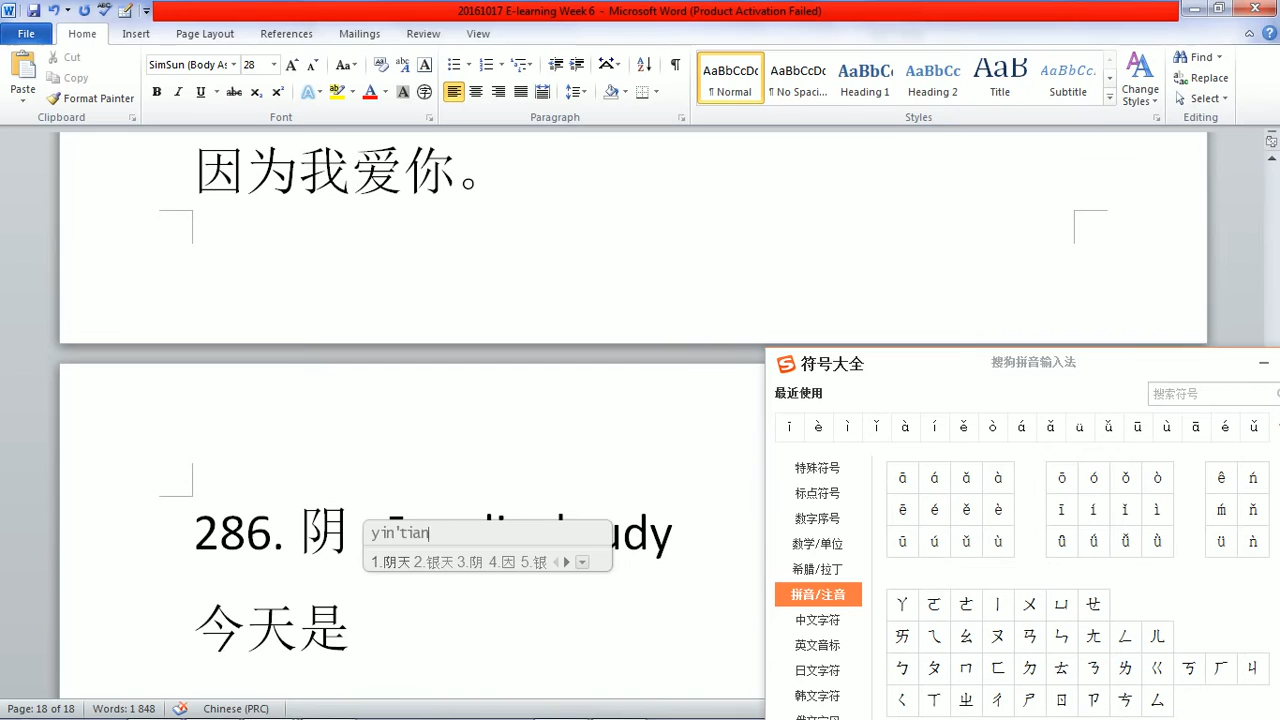 20161017 E-learning Week 6 - Microsoft Word (Product Activation Failed)
File Home Insert Page Layout References Mailings Review View
Paste
Cut
Copy
Format Painter
Clipboard
SimSun (Body As 28
Font
Paragraph
AaBbCcDc AaBbCcDc AaBbCc AaBbCc AaB AaBbCc.
¶ Normal ¶ No Spaci... Heading 1 Heading 2 Title Subtitle
Change Styles
Styles
Find
Replace
Select
Editing
因为我爱你。
286. 阴 udy
yin'tian
1.阴天 2.银天 3.阴 4.因 5.银
今天是
符号大全
搜狗拼音输入法
最近使用
搜索符号
ī è ì ǐ à í ě ò á ǎ ü ǔ ū ù ā é ǔ
特殊符号
标点符号
数字序号
数学/单位
希腊/拉丁
拼音/注音
中文字符
英文音标
日文字符
韩文字符
ā á ǎ à ō ó ǒ ò ê ń
ē é ě è ī í ǐ ì ḿ ň
ū ú ǔ ù ǖ ǘ ǚ ǜ ü ǹ
ㄚ ㄛ ㄜ ㄧ ㄨ ㄩ ㄝ
ㄞ ㄟ ㄠ ㄡ ㄢ ㄣ ㄤ ㄥ ㄦ
ㄅ ㄆ ㄇ ㄈ ㄉ ㄊ ㄋ ㄌ ㄍ ㄎ ㄏ ㄐ
ㄑ ㄒ ㄓ ㄔ ㄕ ㄖ ㄗ ㄘ ㄙ
Page: 18 of 18 Words: 1 848 Chinese (PRC)